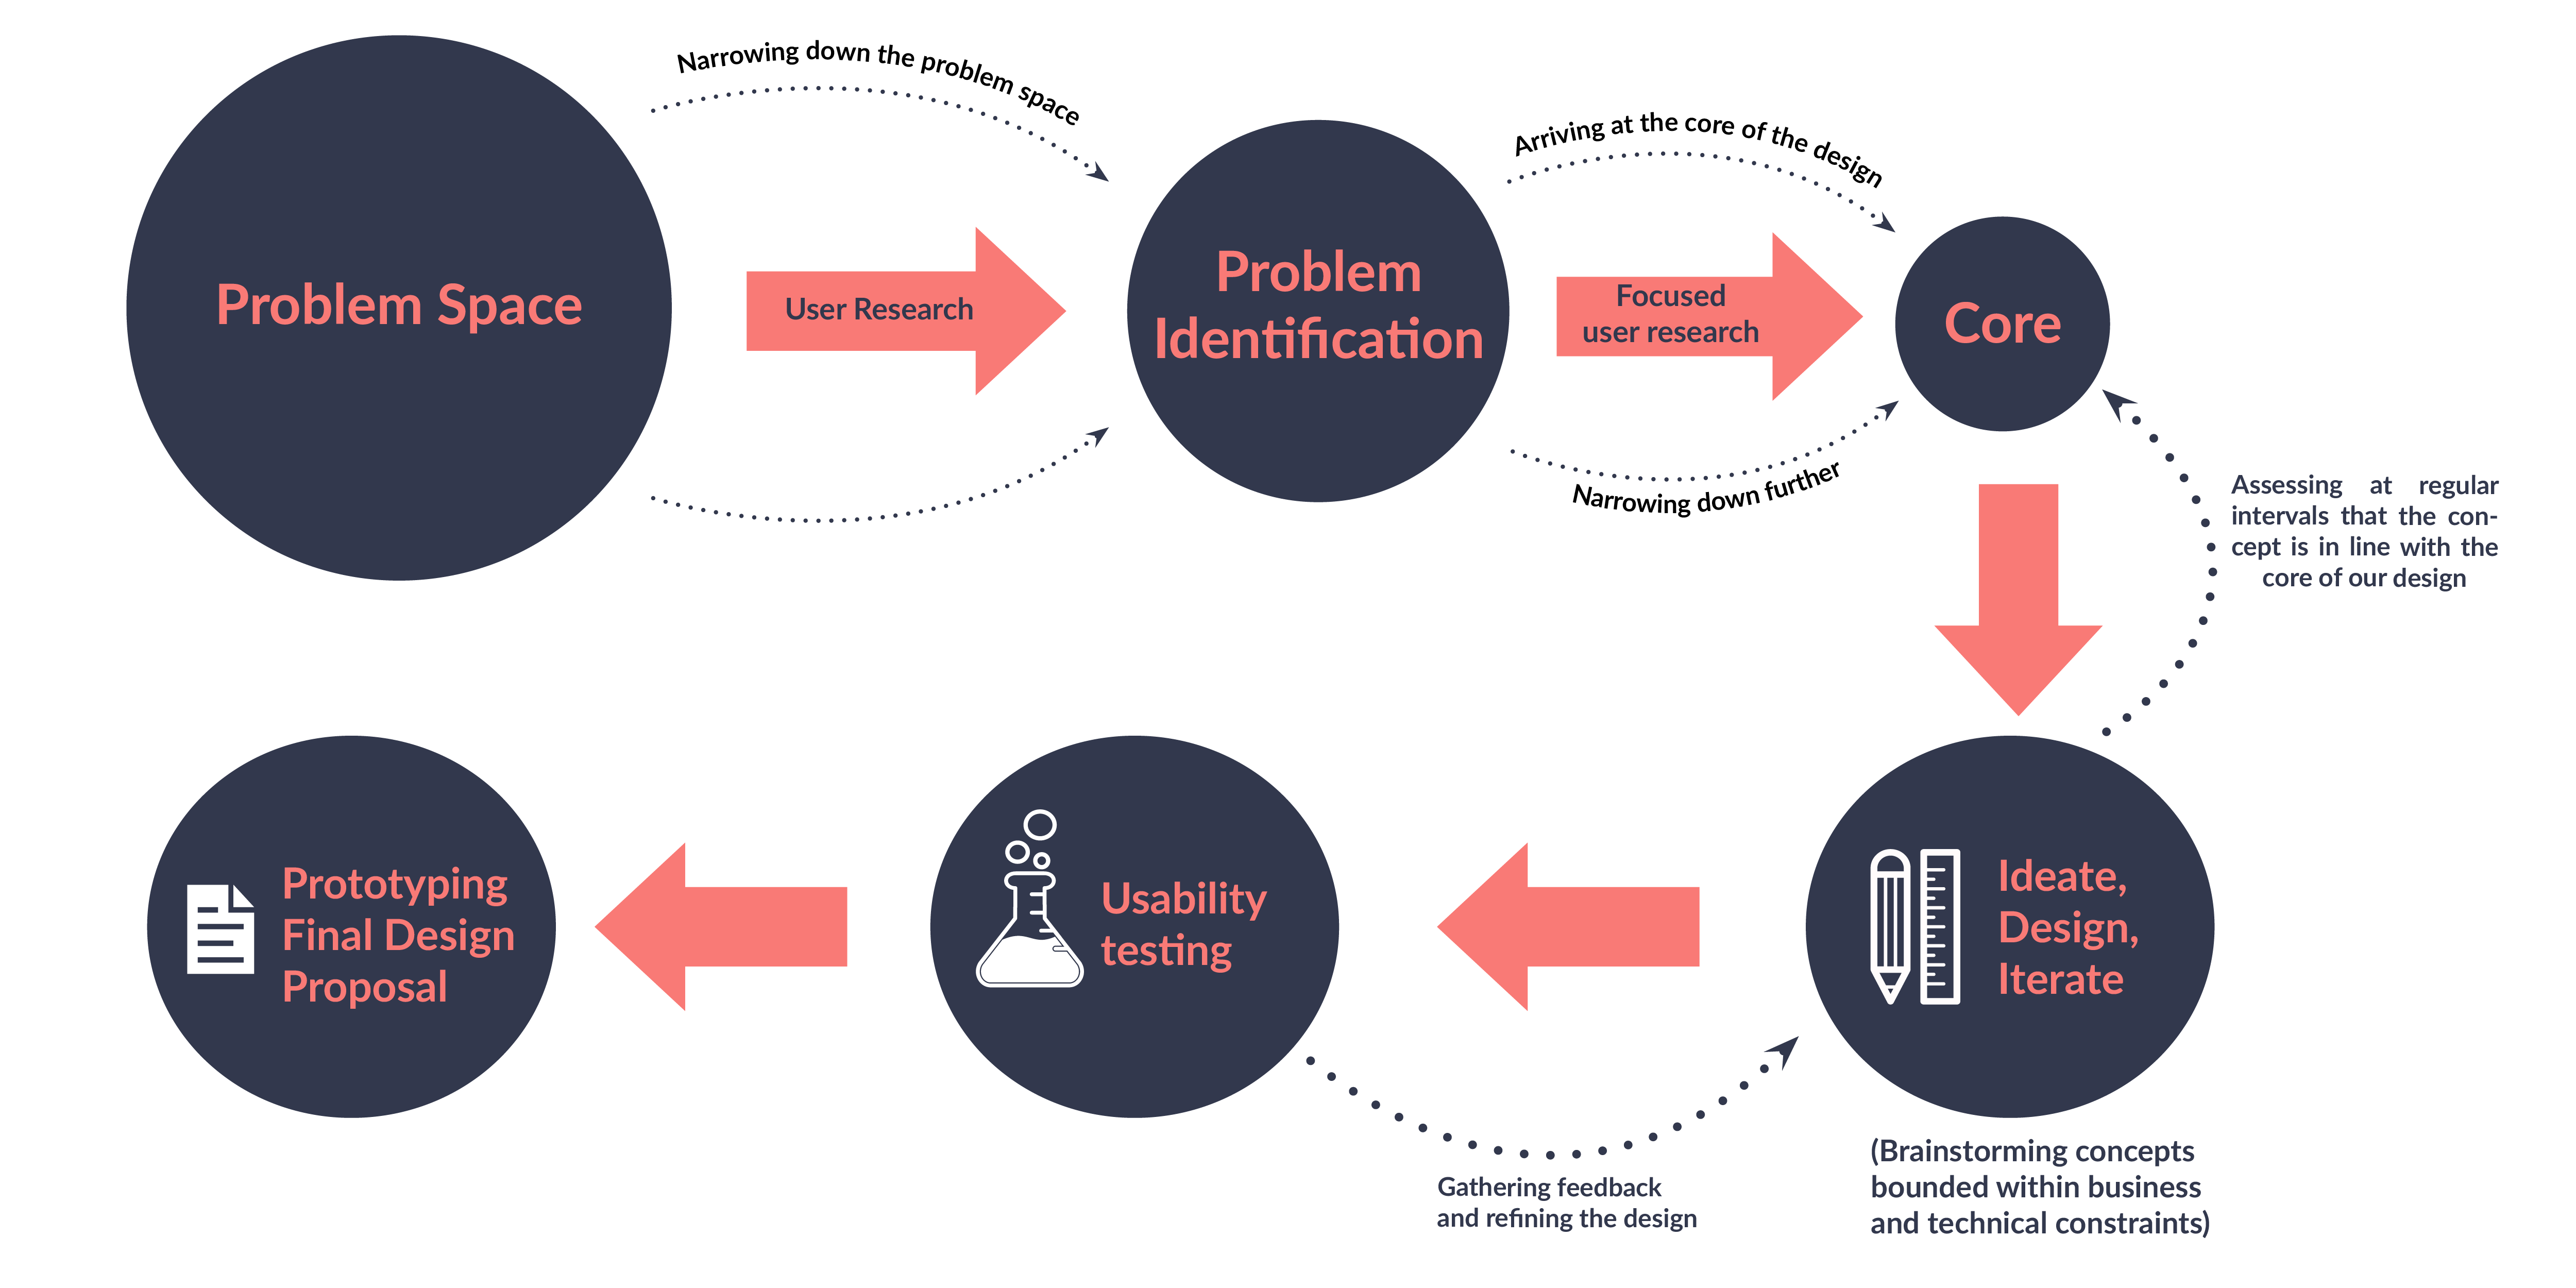 Narrowing down the problem space
Arriving at the core of the design
Problem Space
User Research
Problem
Identification
Focused
user research
Core
Narrowing down further
Assessing at regular
intervals that the con-
cept is in line with the
core of our design
Ideate,
Design,
Iterate
(Brainstorming concepts
bounded within business
and technical constraints)
Usability
testing
Gathering feedback
and refining the design
Prototyping
Final Design
Proposal